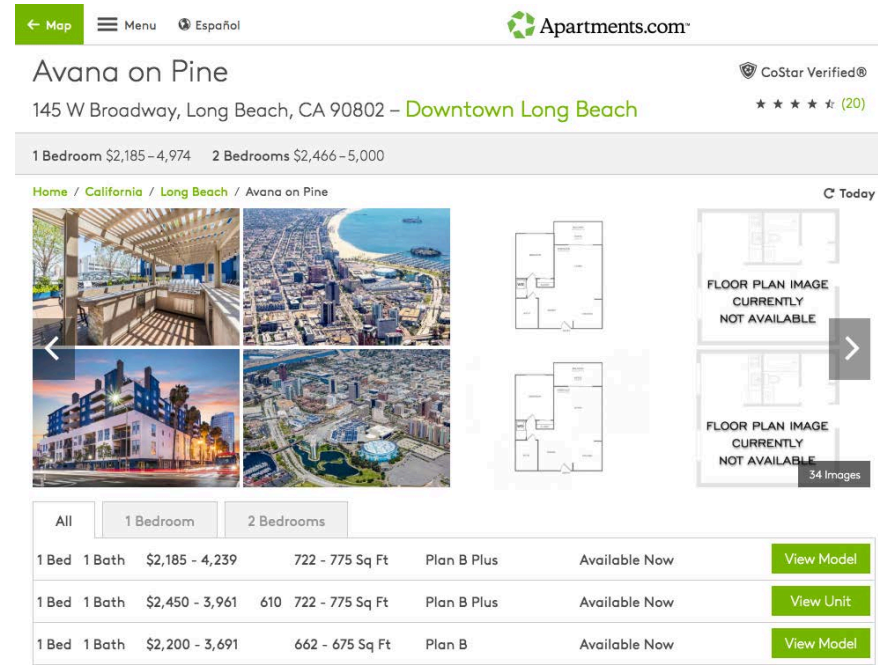 ← Map Menu Español Apartments.com™
Avana on Pine
CoStar Verified®
145 W Broadway, Long Beach, CA 90802 – Downtown Long Beach
(20)
1 Bedroom $2,185 – 4,974 2 Bedrooms $2,466 – 5,000
Home / California / Long Beach / Avana on Pine
Today
FLOOR PLAN IMAGE
CURRENTLY
NOT AVAILABLE
FLOOR PLAN IMAGE
CURRENTLY
NOT AVAILABLE
34 Images
All 1 Bedroom 2 Bedrooms
1 Bed 1 Bath $2,185 - 4,239 722 - 775 Sq Ft Plan B Plus Available Now View Model
1 Bed 1 Bath $2,450 - 3,961 610 722 - 775 Sq Ft Plan B Plus Available Now View Unit
1 Bed 1 Bath $2,200 - 3,691 662 - 675 Sq Ft Plan B Available Now View Model